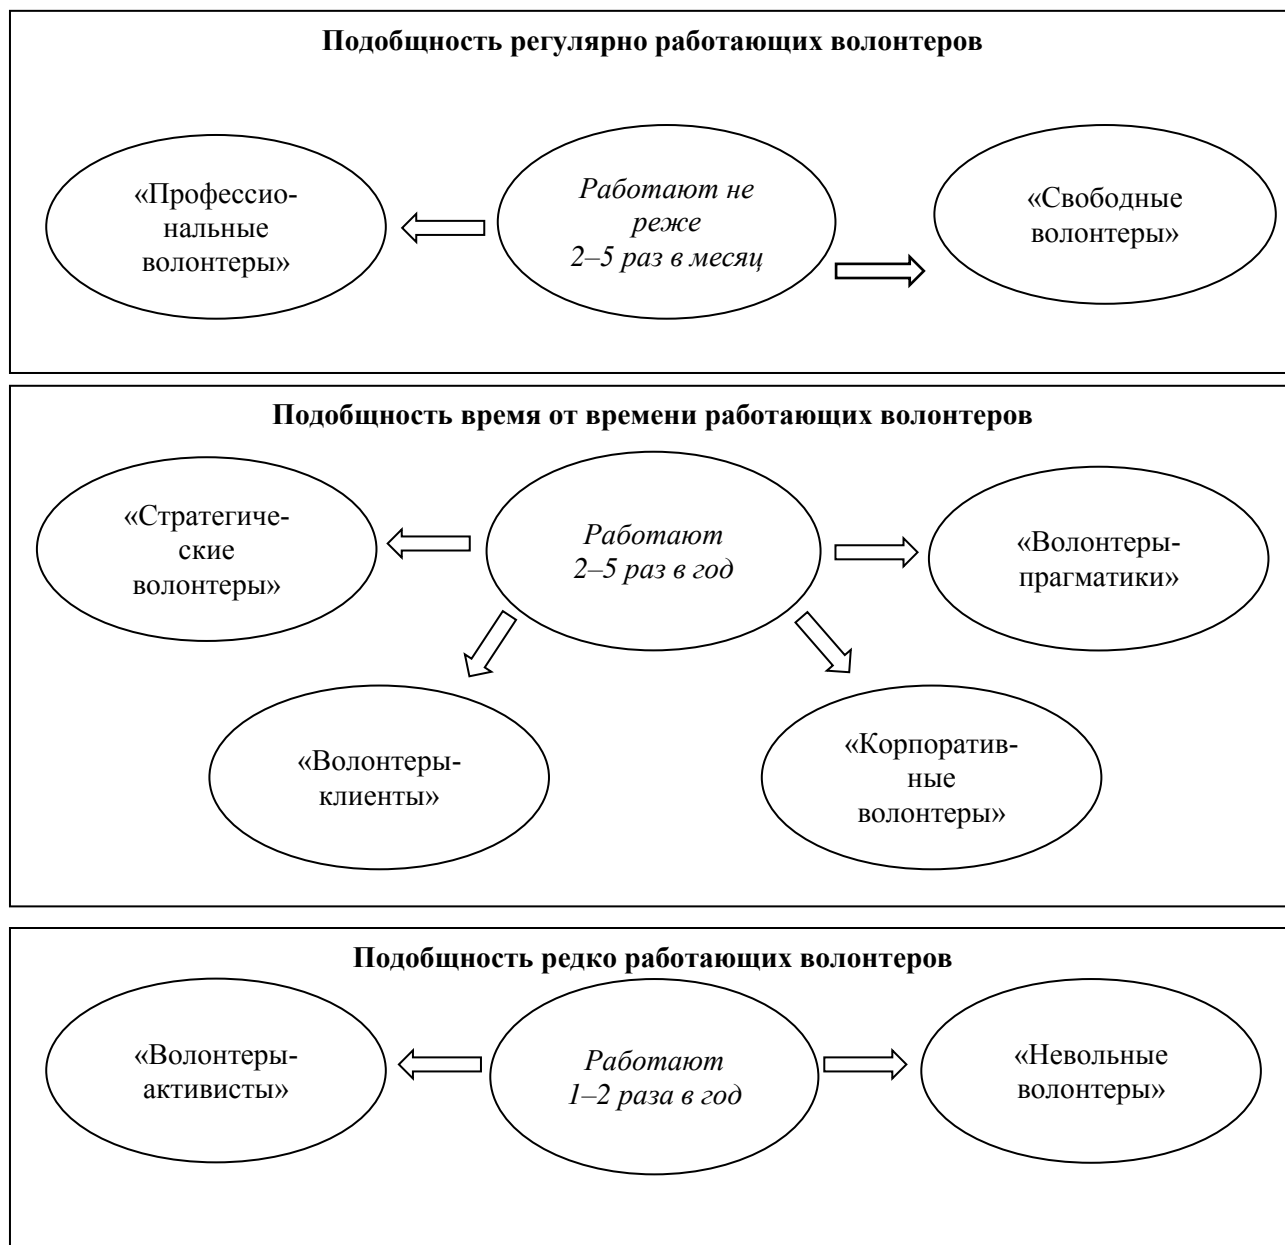 Подобщность регулярно работающих волонтеров
«Профессио-
нальные
волонтеры»
Работают не
реже
2–5 раз в месяц
«Свободные
волонтеры»
Подобщность время от времени работающих волонтеров
«Стратегиче-
ские
волонтеры»
Работают
2–5 раз в год
«Волонтеры-
прагматики»
«Волонтеры-
клиенты»
«Корпоратив-
ные
волонтеры»
Подобщность редко работающих волонтеров
«Волонтеры-
активисты»
Работают
1–2 раза в год
«Невольные
волонтеры»